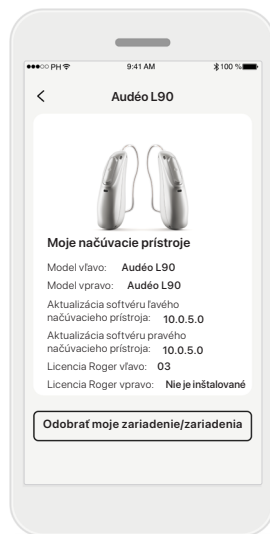 PH 9:41 AM 100 %
Audéo L90
Moje načúvacie prístroje
Model vľavo: Audéo L90
Model vpravo: Audéo L90
Aktualizácia softvéru ľavého
načúvacieho prístroja: 10.0.5.0
Aktualizácia softvéru pravého
načúvacieho prístroja: 10.0.5.0
Licencia Roger vľavo: 03
Licencia Roger vpravo: Nie je inštalované
Odobrať moje zariadenie/zariadenia